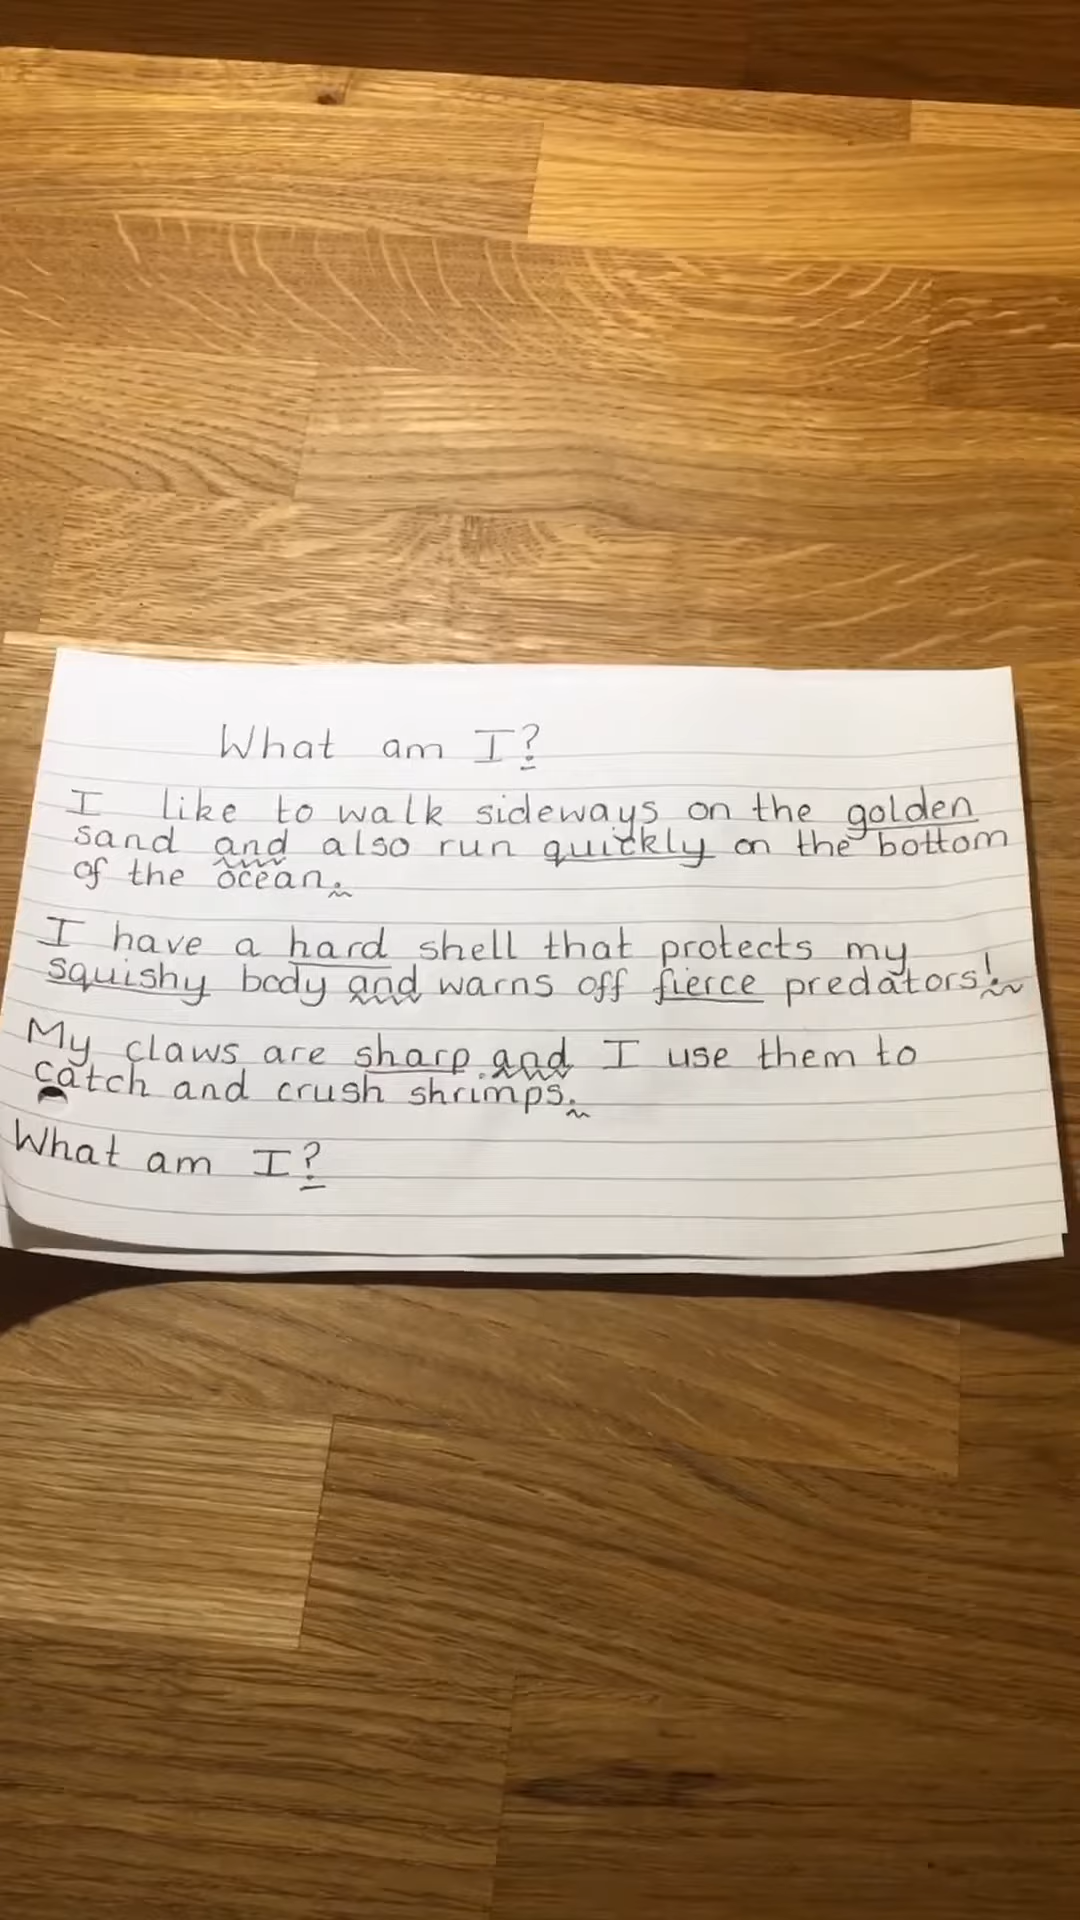 What am I?
I like to walk sideways on the golden
sand and also run quickly on the bottom
of the ocean.
I have a hard shell that protects my
squishy body and warns off fierce predators!
My claws are sharp and I use them to
catch and crush shrimps.
What am I?